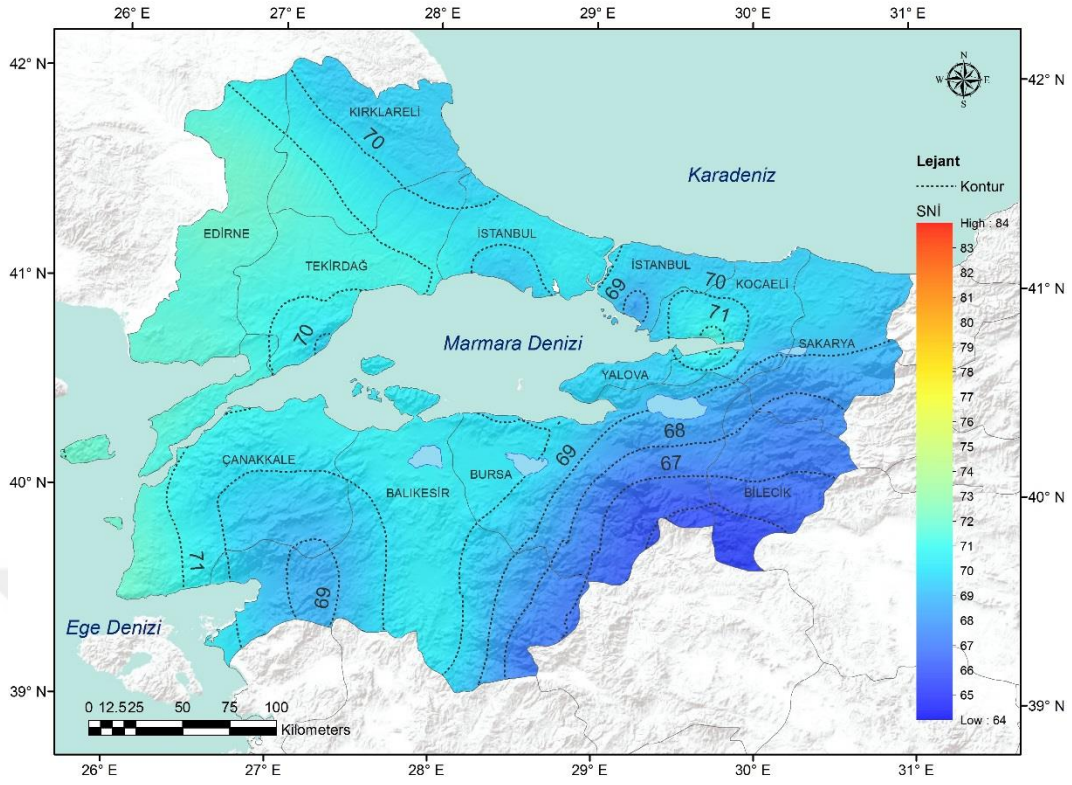 26° E 27° E 28° E 29° E 30° E 31° E
42° N
42° N
N
W E
S
KIRKLARELİ
70
Lejant
Kontur
Karadeniz
SNİ
High : 84
83
82
81
80
79
78
77
76
75
74
73
72
71
70
69
68
67
66
65
Low : 64
EDİRNE
İSTANBUL
TEKİRDAĞ
İSTANBUL
41° N
41° N
70
KOCAELİ
69
71
70
Marmara Denizi
SAKARYA
YALOVA
68
69
ÇANAKKALE
BURSA
67
40° N
40° N
BALIKESİR
BİLECİK
71
69
Ege Denizi
39° N
39° N
0 12.525 50 75 100
Kilometers
26° E 27° E 28° E 29° E 30° E 31° E